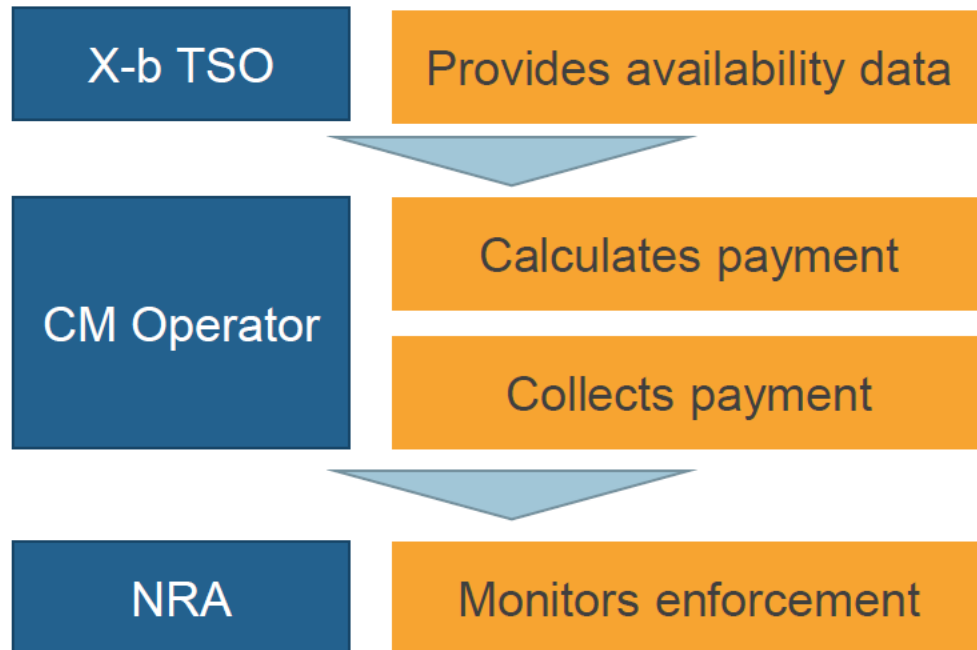 X-b TSO
Provides availability data
CM Operator
Calculates payment
Collects payment
NRA
Monitors enforcement